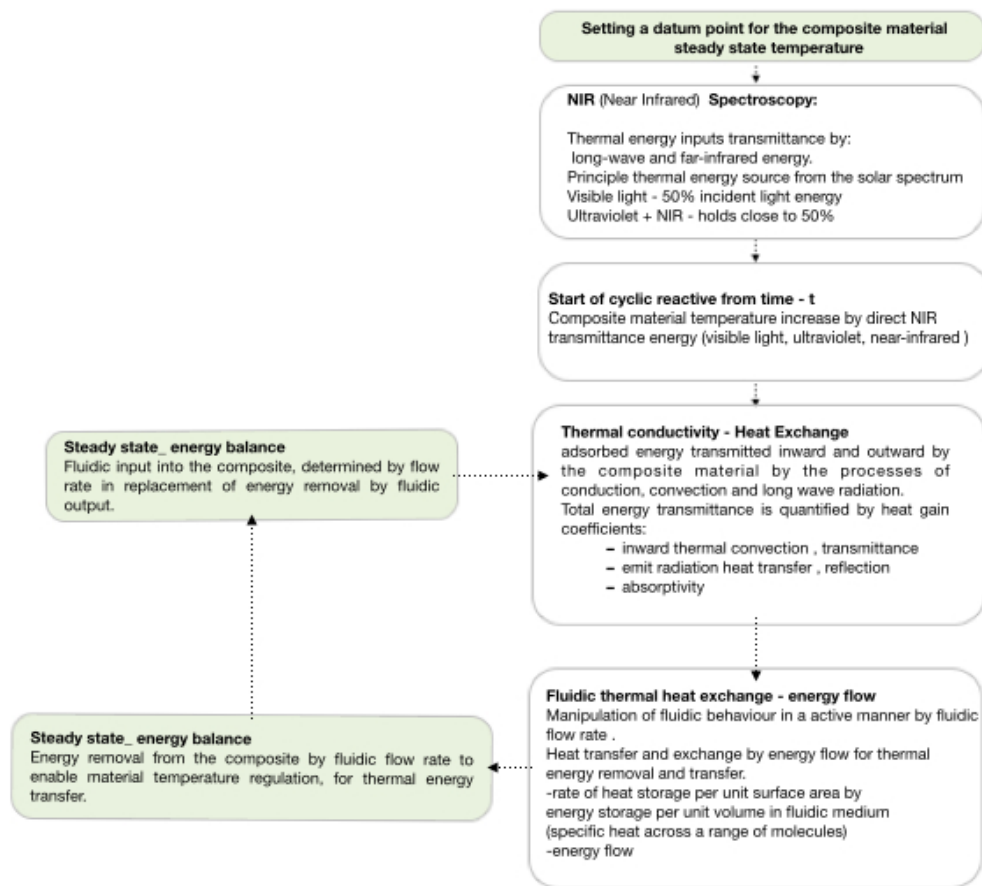 Setting a datum point for the composite material
steady state temperature
NIR (Near Infrared) Spectroscopy:
Thermal energy inputs transmittance by:
long-wave and far-infrared energy.
Principle thermal energy source from the solar spectrum
Visible light - 50% incident light energy
Ultraviolet + NIR - holds close to 50%
Start of cyclic reactive from time - t
Composite material temperature increase by direct NIR
transmittance energy (visible light, ultraviolet, near-infrared )
Thermal conductivity - Heat Exchange
adsorbed energy transmitted inward and outward by
the composite material by the processes of
conduction, convection and long wave radiation.
Total energy transmittance is quantified by heat gain
coefficients:
– inward thermal convection , transmittance
– emit radiation heat transfer , reflection
– absorptivity
Steady state_ energy balance
Fluidic input into the composite, determined by flow
rate in replacement of energy removal by fluidic
output.
Fluidic thermal heat exchange - energy flow
Manipulation of fluidic behaviour in a active manner by fluidic
flow rate .
Heat transfer and exchange by energy flow for thermal
energy removal and transfer.
-rate of heat storage per unit surface area by
energy storage per unit volume in fluidic medium
(specific heat across a range of molecules)
-energy flow
Steady state_ energy balance
Energy removal from the composite by fluidic flow rate to
enable material temperature regulation, for thermal energy
transfer.